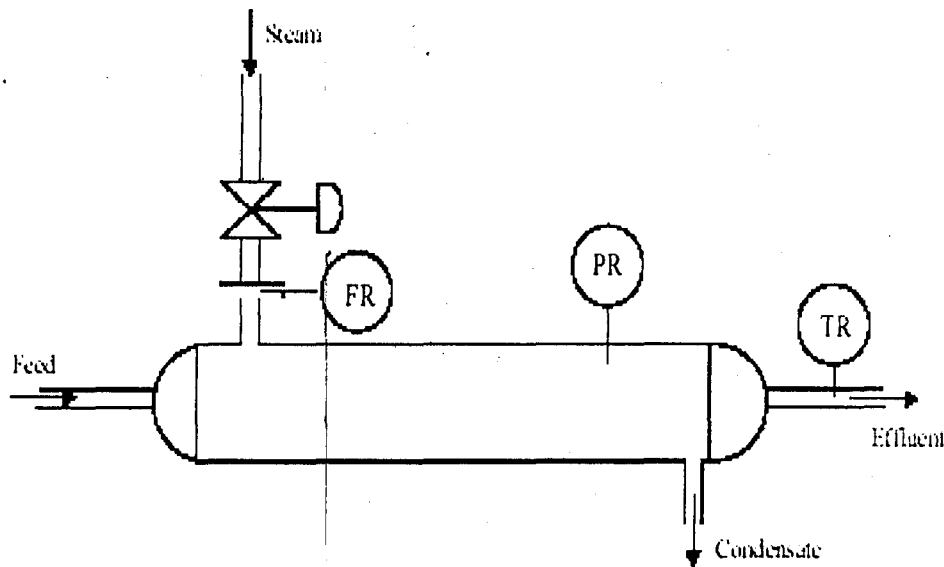 Steam
FR
PR
TR
Feed
Effluent
Condensate